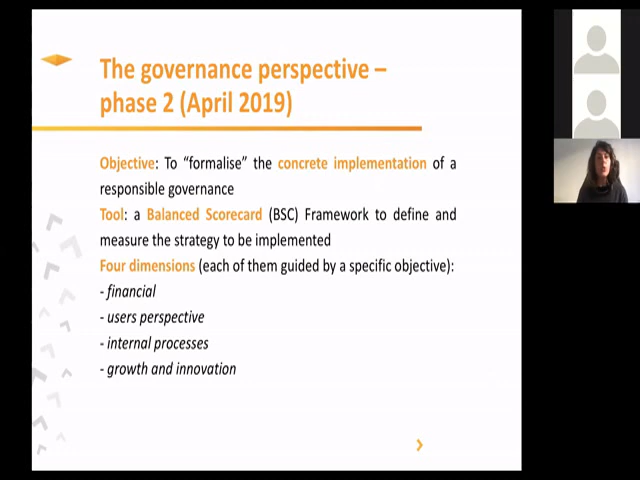 The governance perspective –
phase 2 (April 2019)
Objective: To “formalise” the concrete implementation of a
responsible governance
Tool: a Balanced Scorecard (BSC) Framework to define and
measure the strategy to be implemented
Four dimensions (each of them guided by a specific objective):
- financial
- users perspective
- internal processes
- growth and innovation